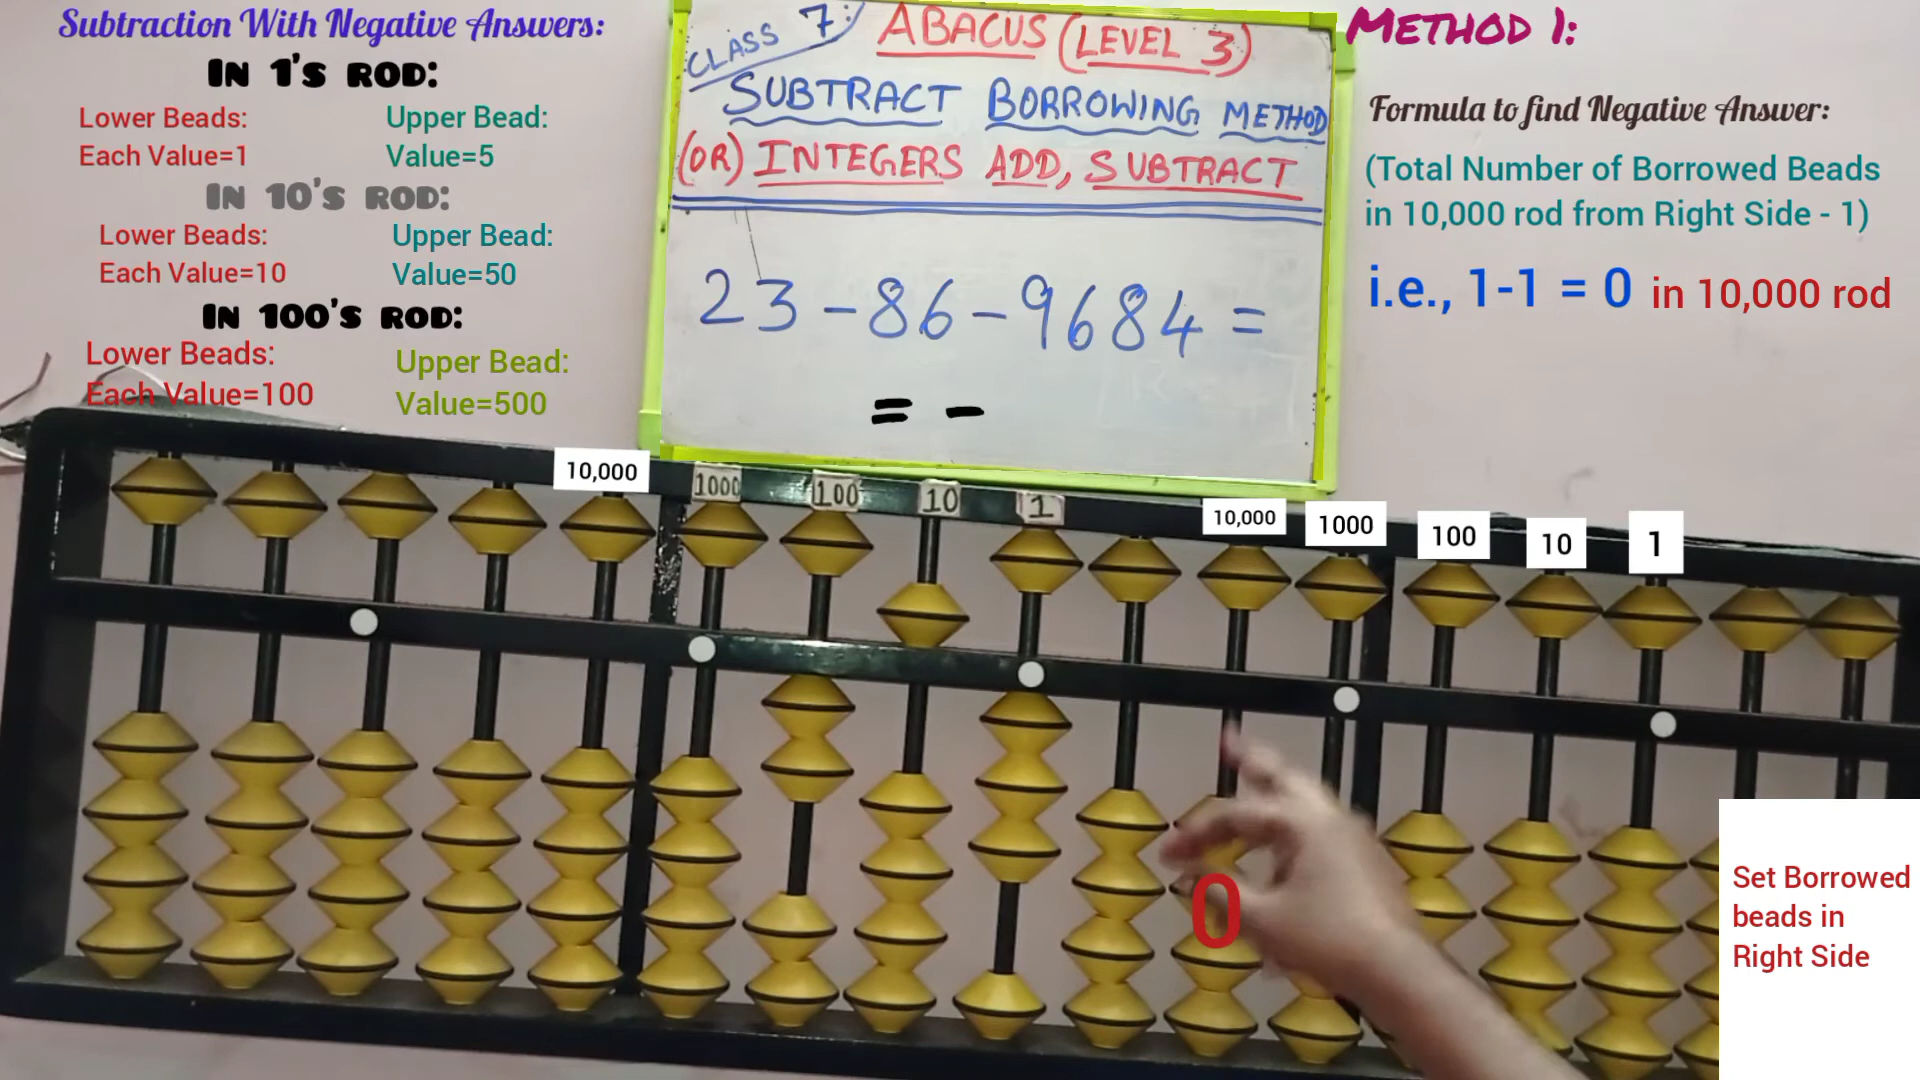 Subtraction With Negative Answers:
IN 1'S ROD:
Lower Beads:
Each Value=1
Upper Bead:
Value=5
IN 10'S ROD:
Lower Beads:
Each Value=10
Upper Bead:
Value=50
IN 100'S ROD:
Lower Beads:
Each Value=100
Upper Bead:
Value=500
CLASS 7:
ABACUS (LEVEL 3)
SUBTRACT BORROWING METHOD
(OR) INTEGERS ADD, SUBTRACT
23-86-9684=
= -
METHOD 1:
Formula to find Negative Answer:
(Total Number of Borrowed Beads
in 10,000 rod from Right Side - 1)
i.e., 1-1 = 0 in 10,000 rod
10,000
1000
100
10
1
10,000
1000
100
10
1
0
Set Borrowed
beads in
Right Side